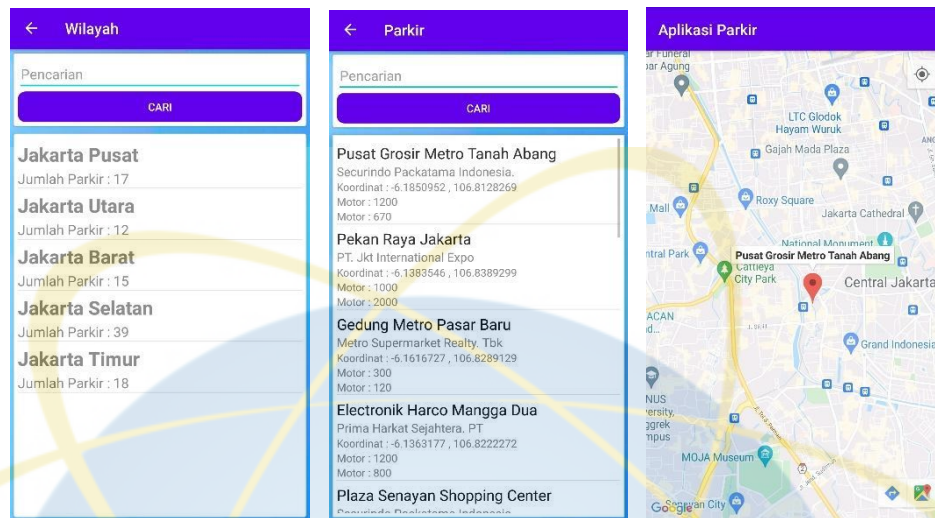 Wilayah
Pencarian
CARI
Jakarta Pusat
Jumlah Parkir : 17
Jakarta Utara
Jumlah Parkir : 12
Jakarta Barat
Jumlah Parkir : 15
Jakarta Selatan
Jumlah Parkir : 39
Jakarta Timur
Jumlah Parkir : 18
Parkir
Pencarian
CARI
Pusat Grosir Metro Tanah Abang
Securindo Packatama Indonesia.
Koordinat : -6.1850952 , 106.8128269
Motor : 1200
Motor : 670
Pekan Raya Jakarta
PT. Jkt International Expo
Koordinat : -6.1383546 , 106.8389299
Motor : 1000
Motor : 2000
Gedung Metro Pasar Baru
Metro Supermarket Realty. Tbk
Koordinat : -6.1616727 , 106.8289129
Motor : 300
Motor : 120
Electronik Harco Mangga Dua
Prima Harkat Sejahtera. PT
Koordinat : -6.1363177 , 106.8222272
Motor : 1200
Motor : 800
Plaza Senayan Shopping Center
Aplikasi Parkir
Funeral
Agung
LTC Glodok
Hayam Wuruk
Gajah Mada Plaza
Mall
Roxy Square
Jakarta Cathedral
National Monument
Park
Pusat Grosir Metro Tanah Abang
Cattleya
City Park
Central Jakarta
Grand Indonesia
MOJA Museum
Google
City